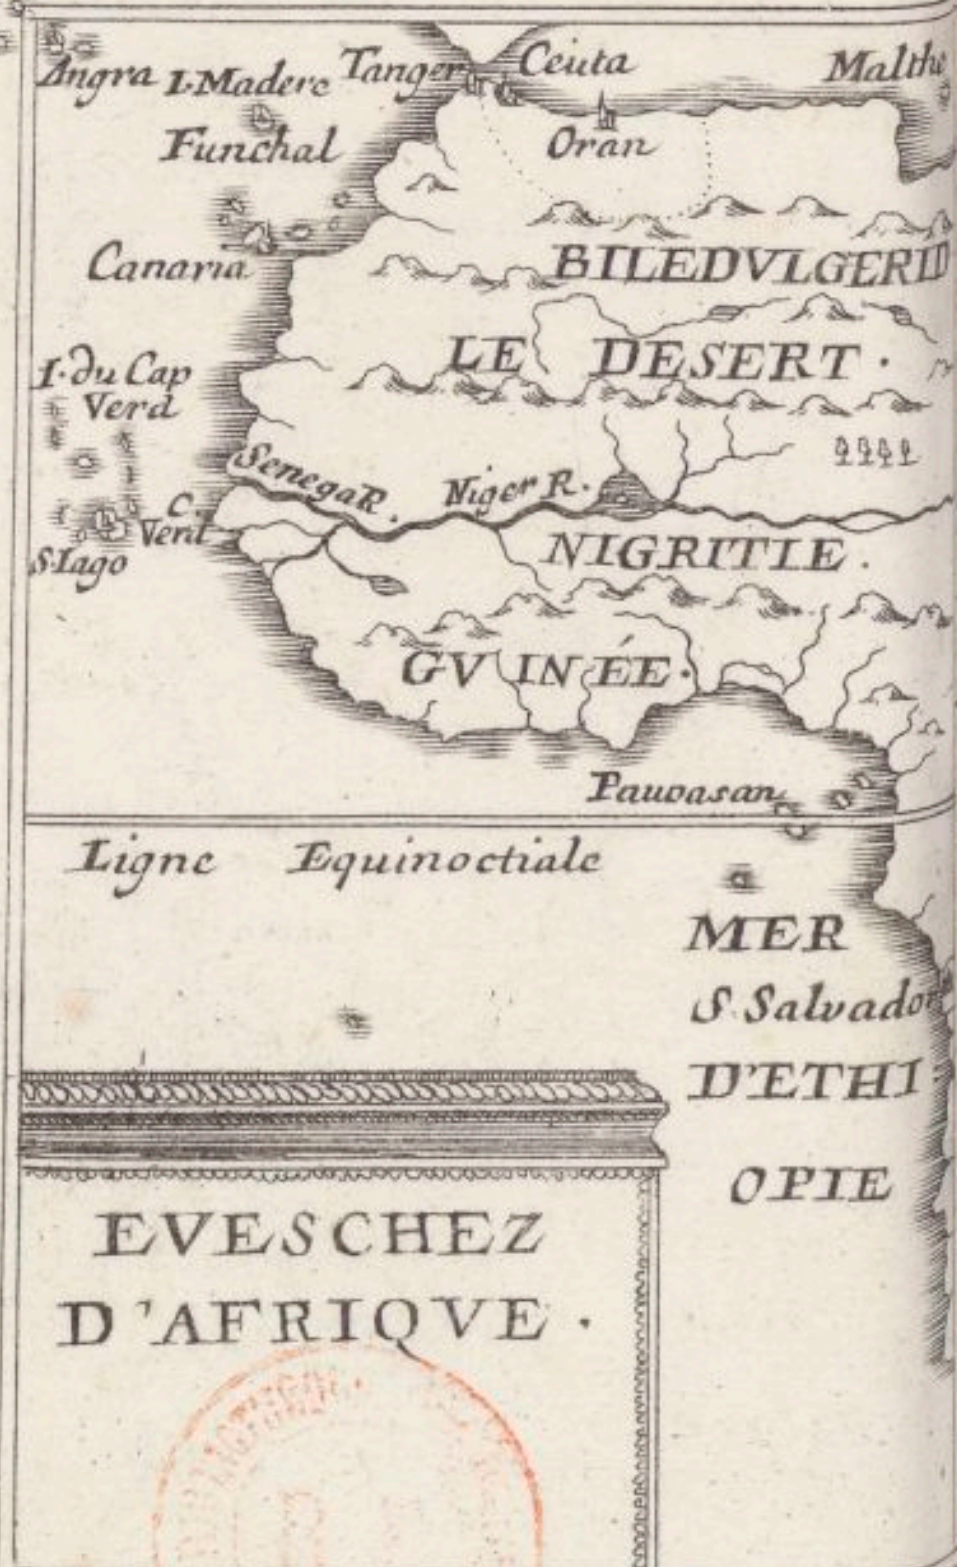 Angra I. Madere Tanger Ceuta Malthe
Funchal Oran
Canaria BILEDVLGERID
LE DESERT.
I. du Cap
Verd
Senega R. Niger R.
C.
Verd NIGRITIE.
S. Iago
GVINÉE.
Pauoasan
Ligne Equinoctiale
MER
S. Salvador
D'ETHI
OPIE
EVESCHEZ
D'AFRIQVE.